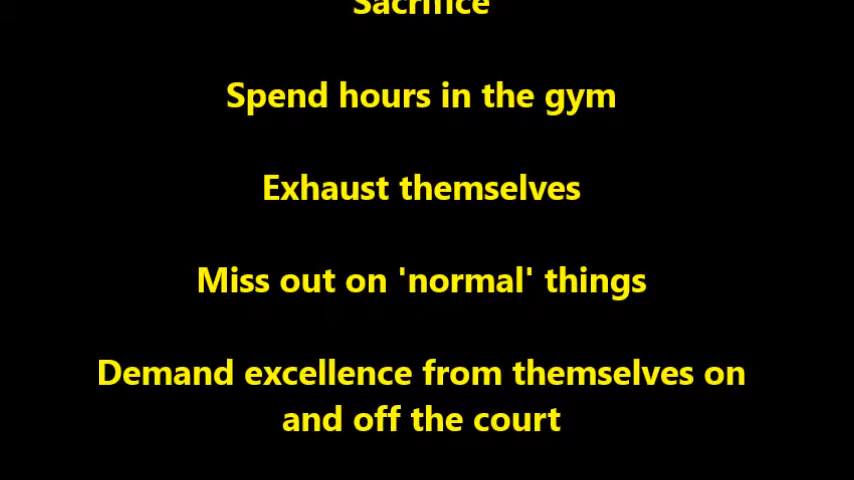 Sacrifice
Spend hours in the gym
Exhaust themselves
Miss out on 'normal' things
Demand excellence from themselves on
and off the court